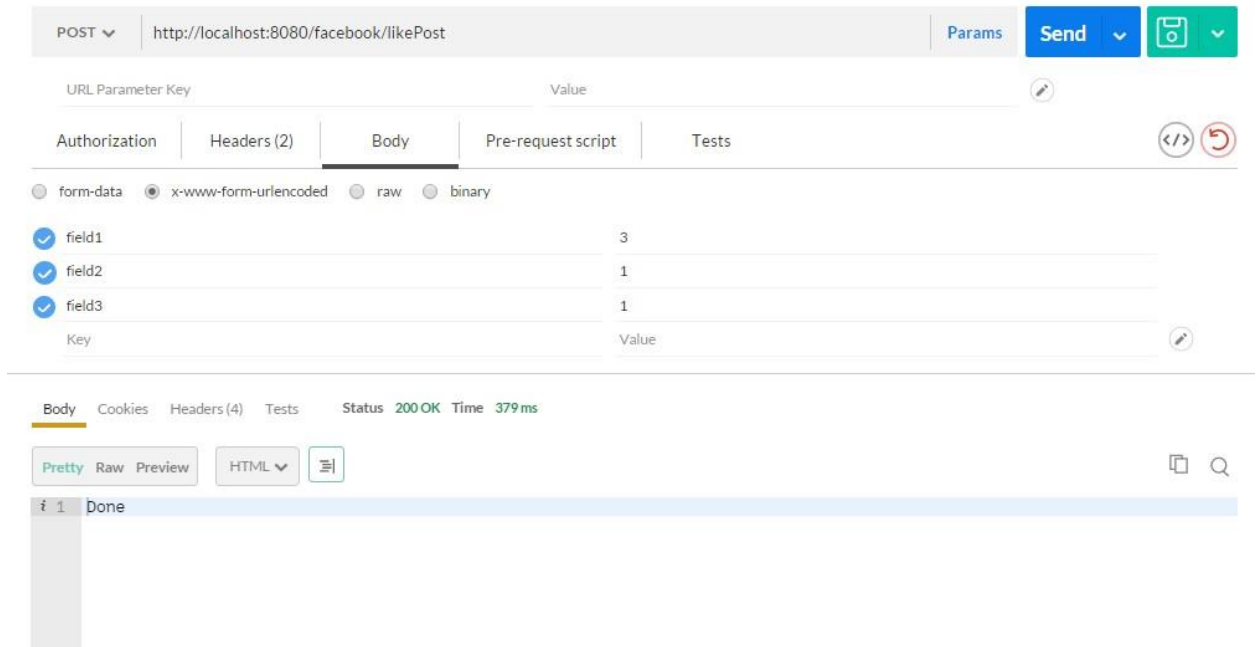 POST http://localhost:8080/facebook/likePost Params Send
URL Parameter Key Value
Authorization Headers (2) Body Pre-request script Tests </>
form-data x-www-form-urlencoded raw binary
field1 3
field2 1
field3 1
Key Value
Body Cookies Headers (4) Tests Status 200 OK Time 379 ms
Pretty Raw Preview HTML
i 1 Done